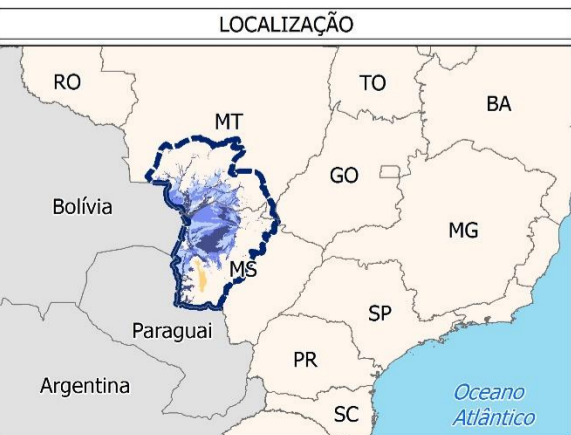 LOCALIZAÇÃO
RO
TO
BA
MT
GO
Bolívia
MG
MS
SP
Paraguai
PR
Argentina
SC
Oceano
Atlântico